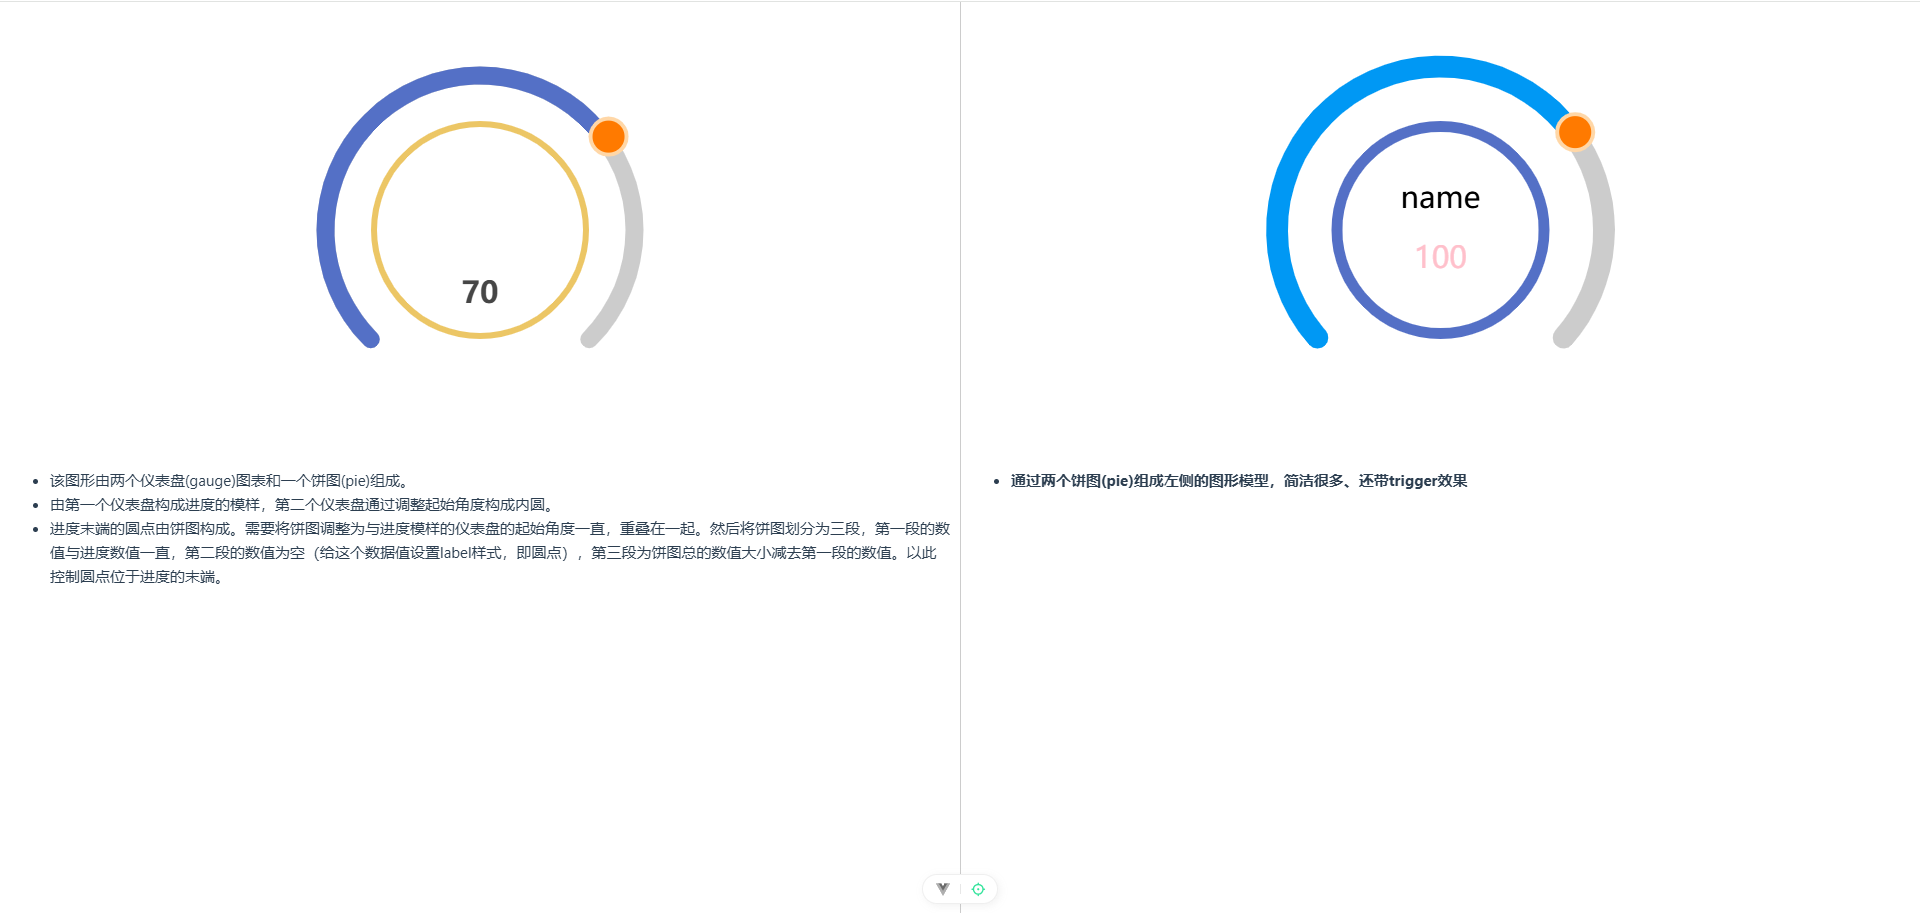 70
• 该图形由两个仪表盘(gauge)图表和一个饼图(pie)组成。
• 由第一个仪表盘构成进度的模样，第二个仪表盘通过调整起始角度构成内圆。
• 进度末端的圆点由饼图构成。需要将饼图调整为与进度模样的仪表盘的起始角度一直，重叠在一起。然后将饼图划分为三段，第一段的数
值与进度数值一直，第二段的数值为空（给这个数据值设置label样式，即圆点），第三段为饼图总的数值大小减去第一段的数值。以此
控制圆点位于进度的末端。
name
100
• 通过两个饼图(pie)组成左侧的图形模型，简洁很多、还带trigger效果